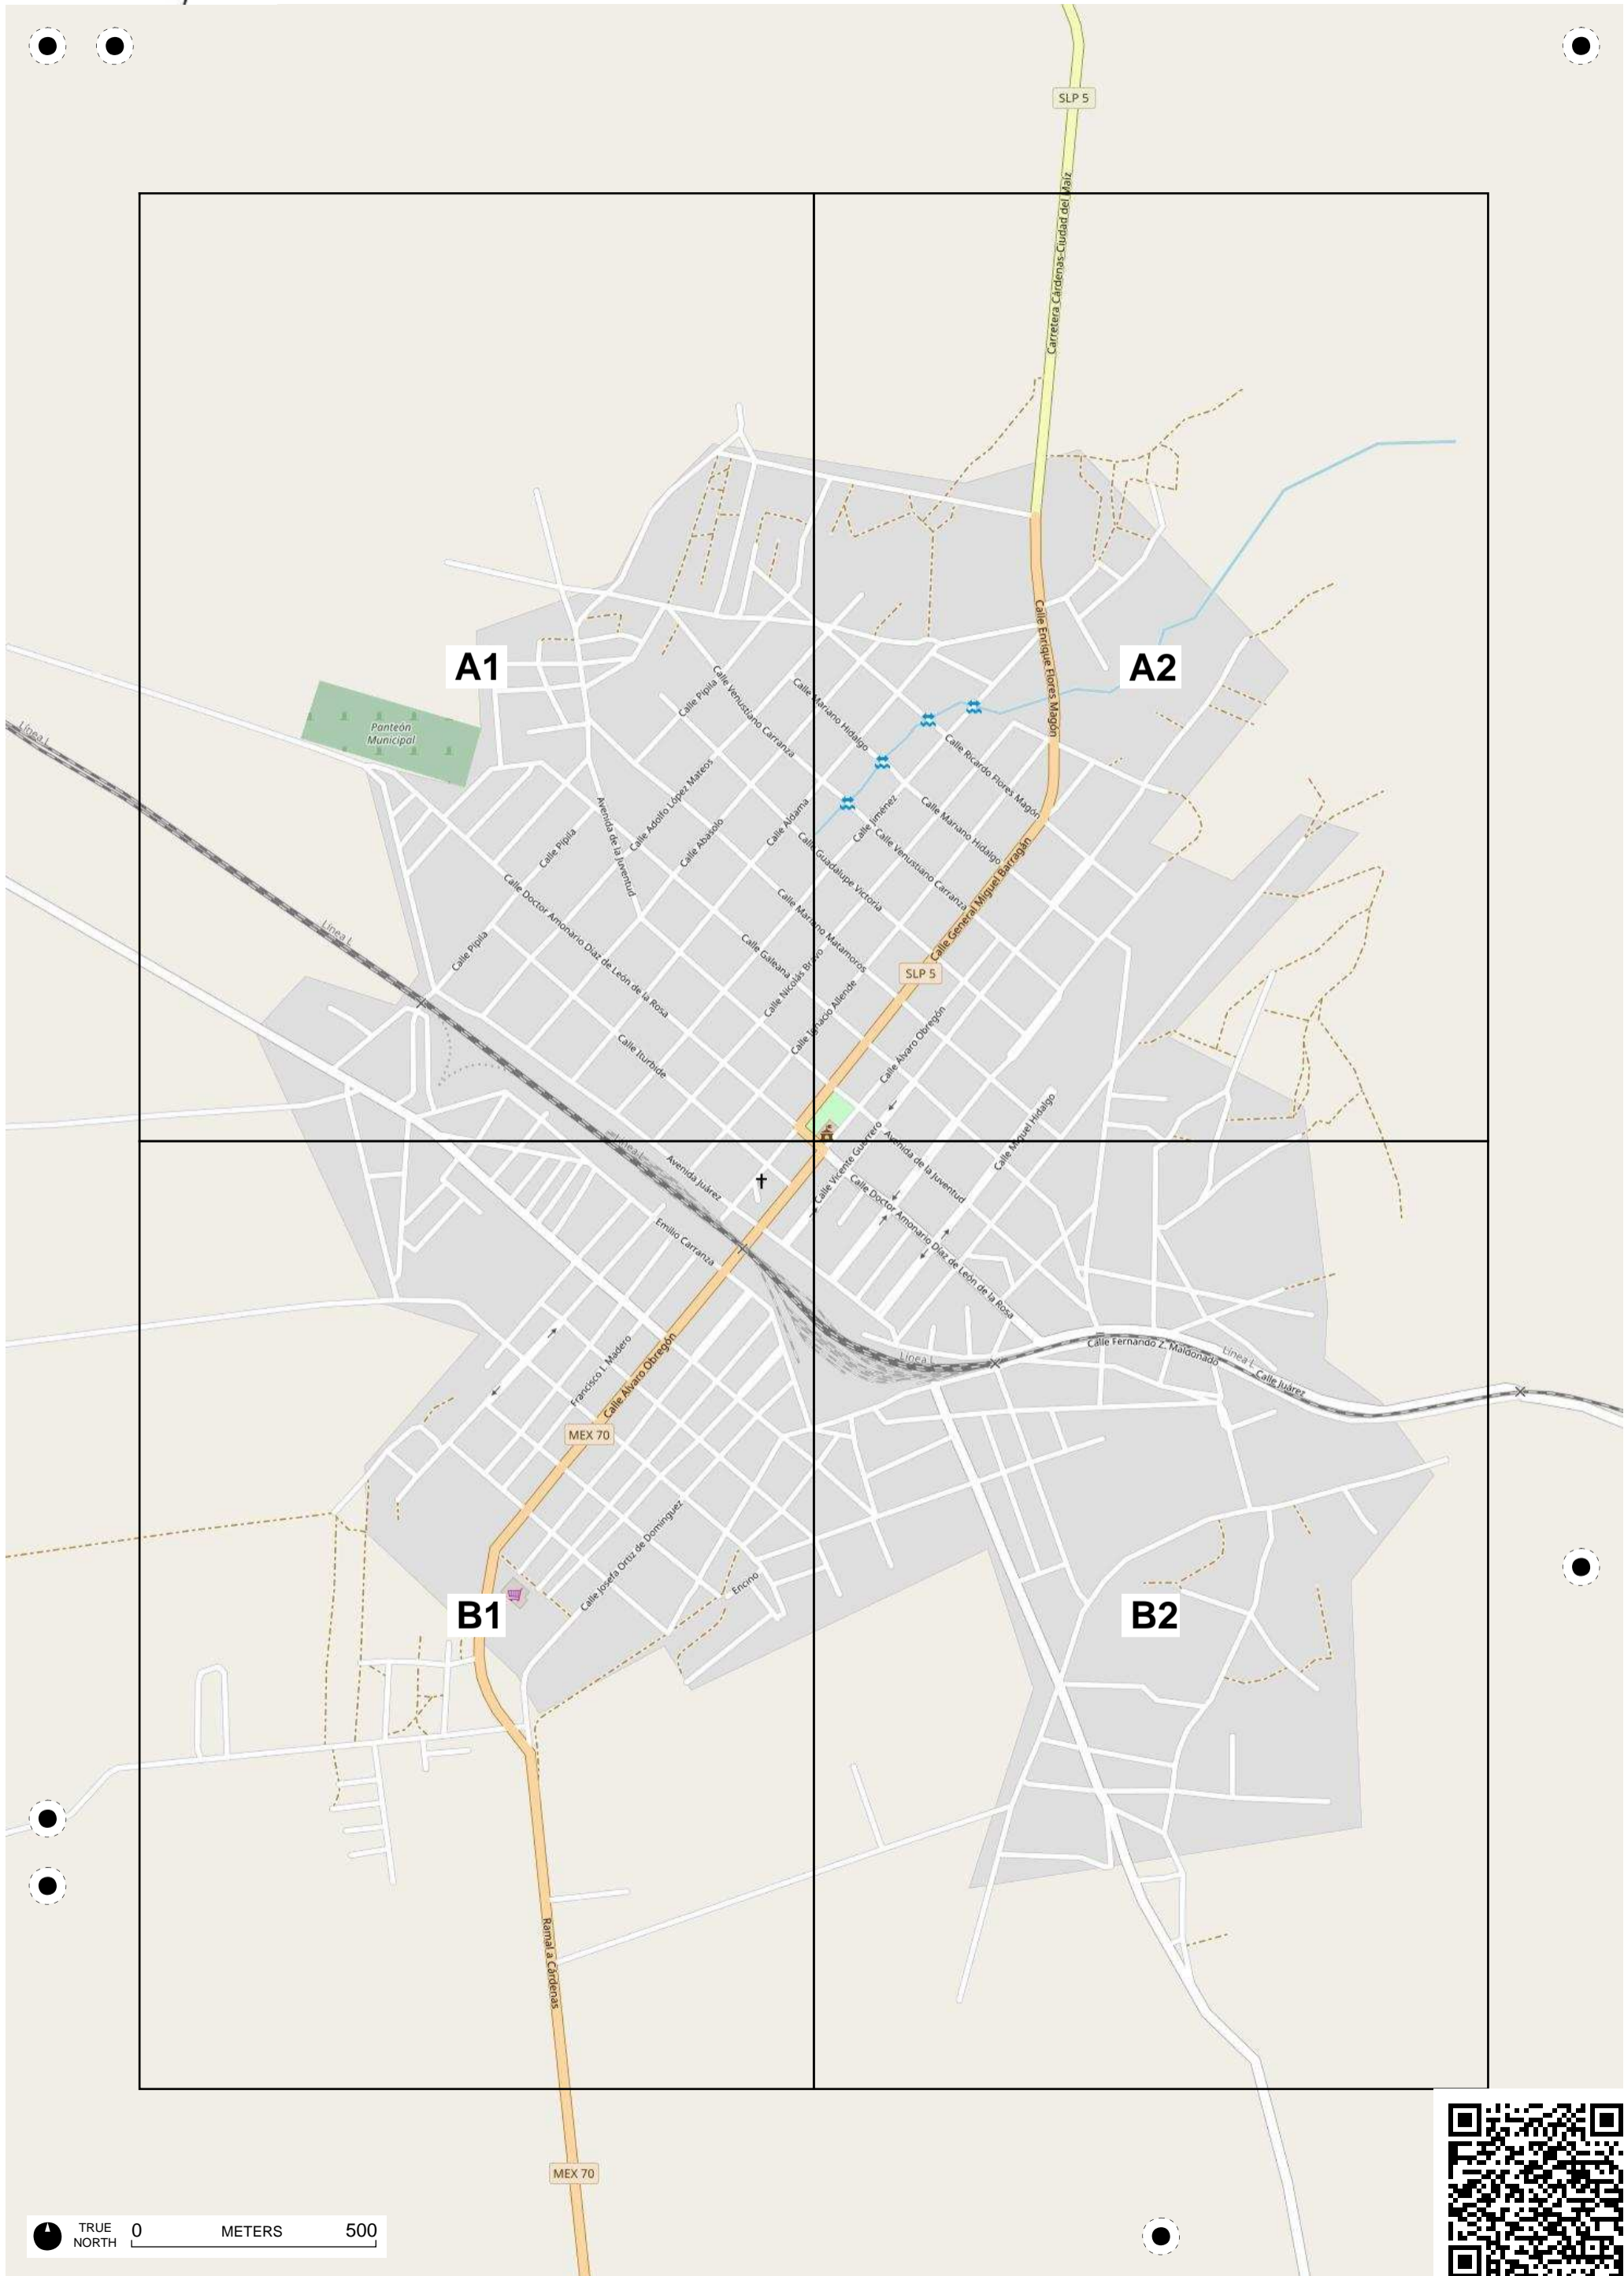 SLP 5
Carretera Cárdenas-Ciudad del Maíz
Calle Enrique Flores Magón
A1
A2
Calle Pípila
Calle Venustiano Carranza
Calle Mariano Hidalgo
Panteón
Municipal
Línea L
Calle Ricardo Flores Magón
Calle Adolfo López Mateos
Avenida de la Juventud
Calle Aldama
Calle Jiménez
Calle Mariano Hidalgo
Calle Pípila
Calle Abasolo
Calle Guadalupe Victoria
Calle Venustiano Carranza
Calle General Miguel Barragán
Calle Doctor Amonario Díaz de León de la Rosa
Calle Mariano Matamoros
Línea L
Calle Pípila
Calle Galeana
Calle Nicolás Bravo
SLP 5
Calle Ignacio Allende
Calle Álvaro Obregón
Calle Iturbide
Calle Miguel Hidalgo
Línea L
Avenida Juárez
Calle Vicente Guerrero
Avenida de la Juventud
Calle Doctor Amonario Díaz de León de la Rosa
Emilio Carranza
Francisco I. Madero
Calle Álvaro Obregón
Línea L
Calle Fernando Z. Maldonado
Línea L
Calle Juárez
MEX 70
Calle Josefa Ortiz de Domínguez
Encino
B1
B2
Ramal a Cárdenas
MEX 70
TRUE
NORTH
0 METERS 500